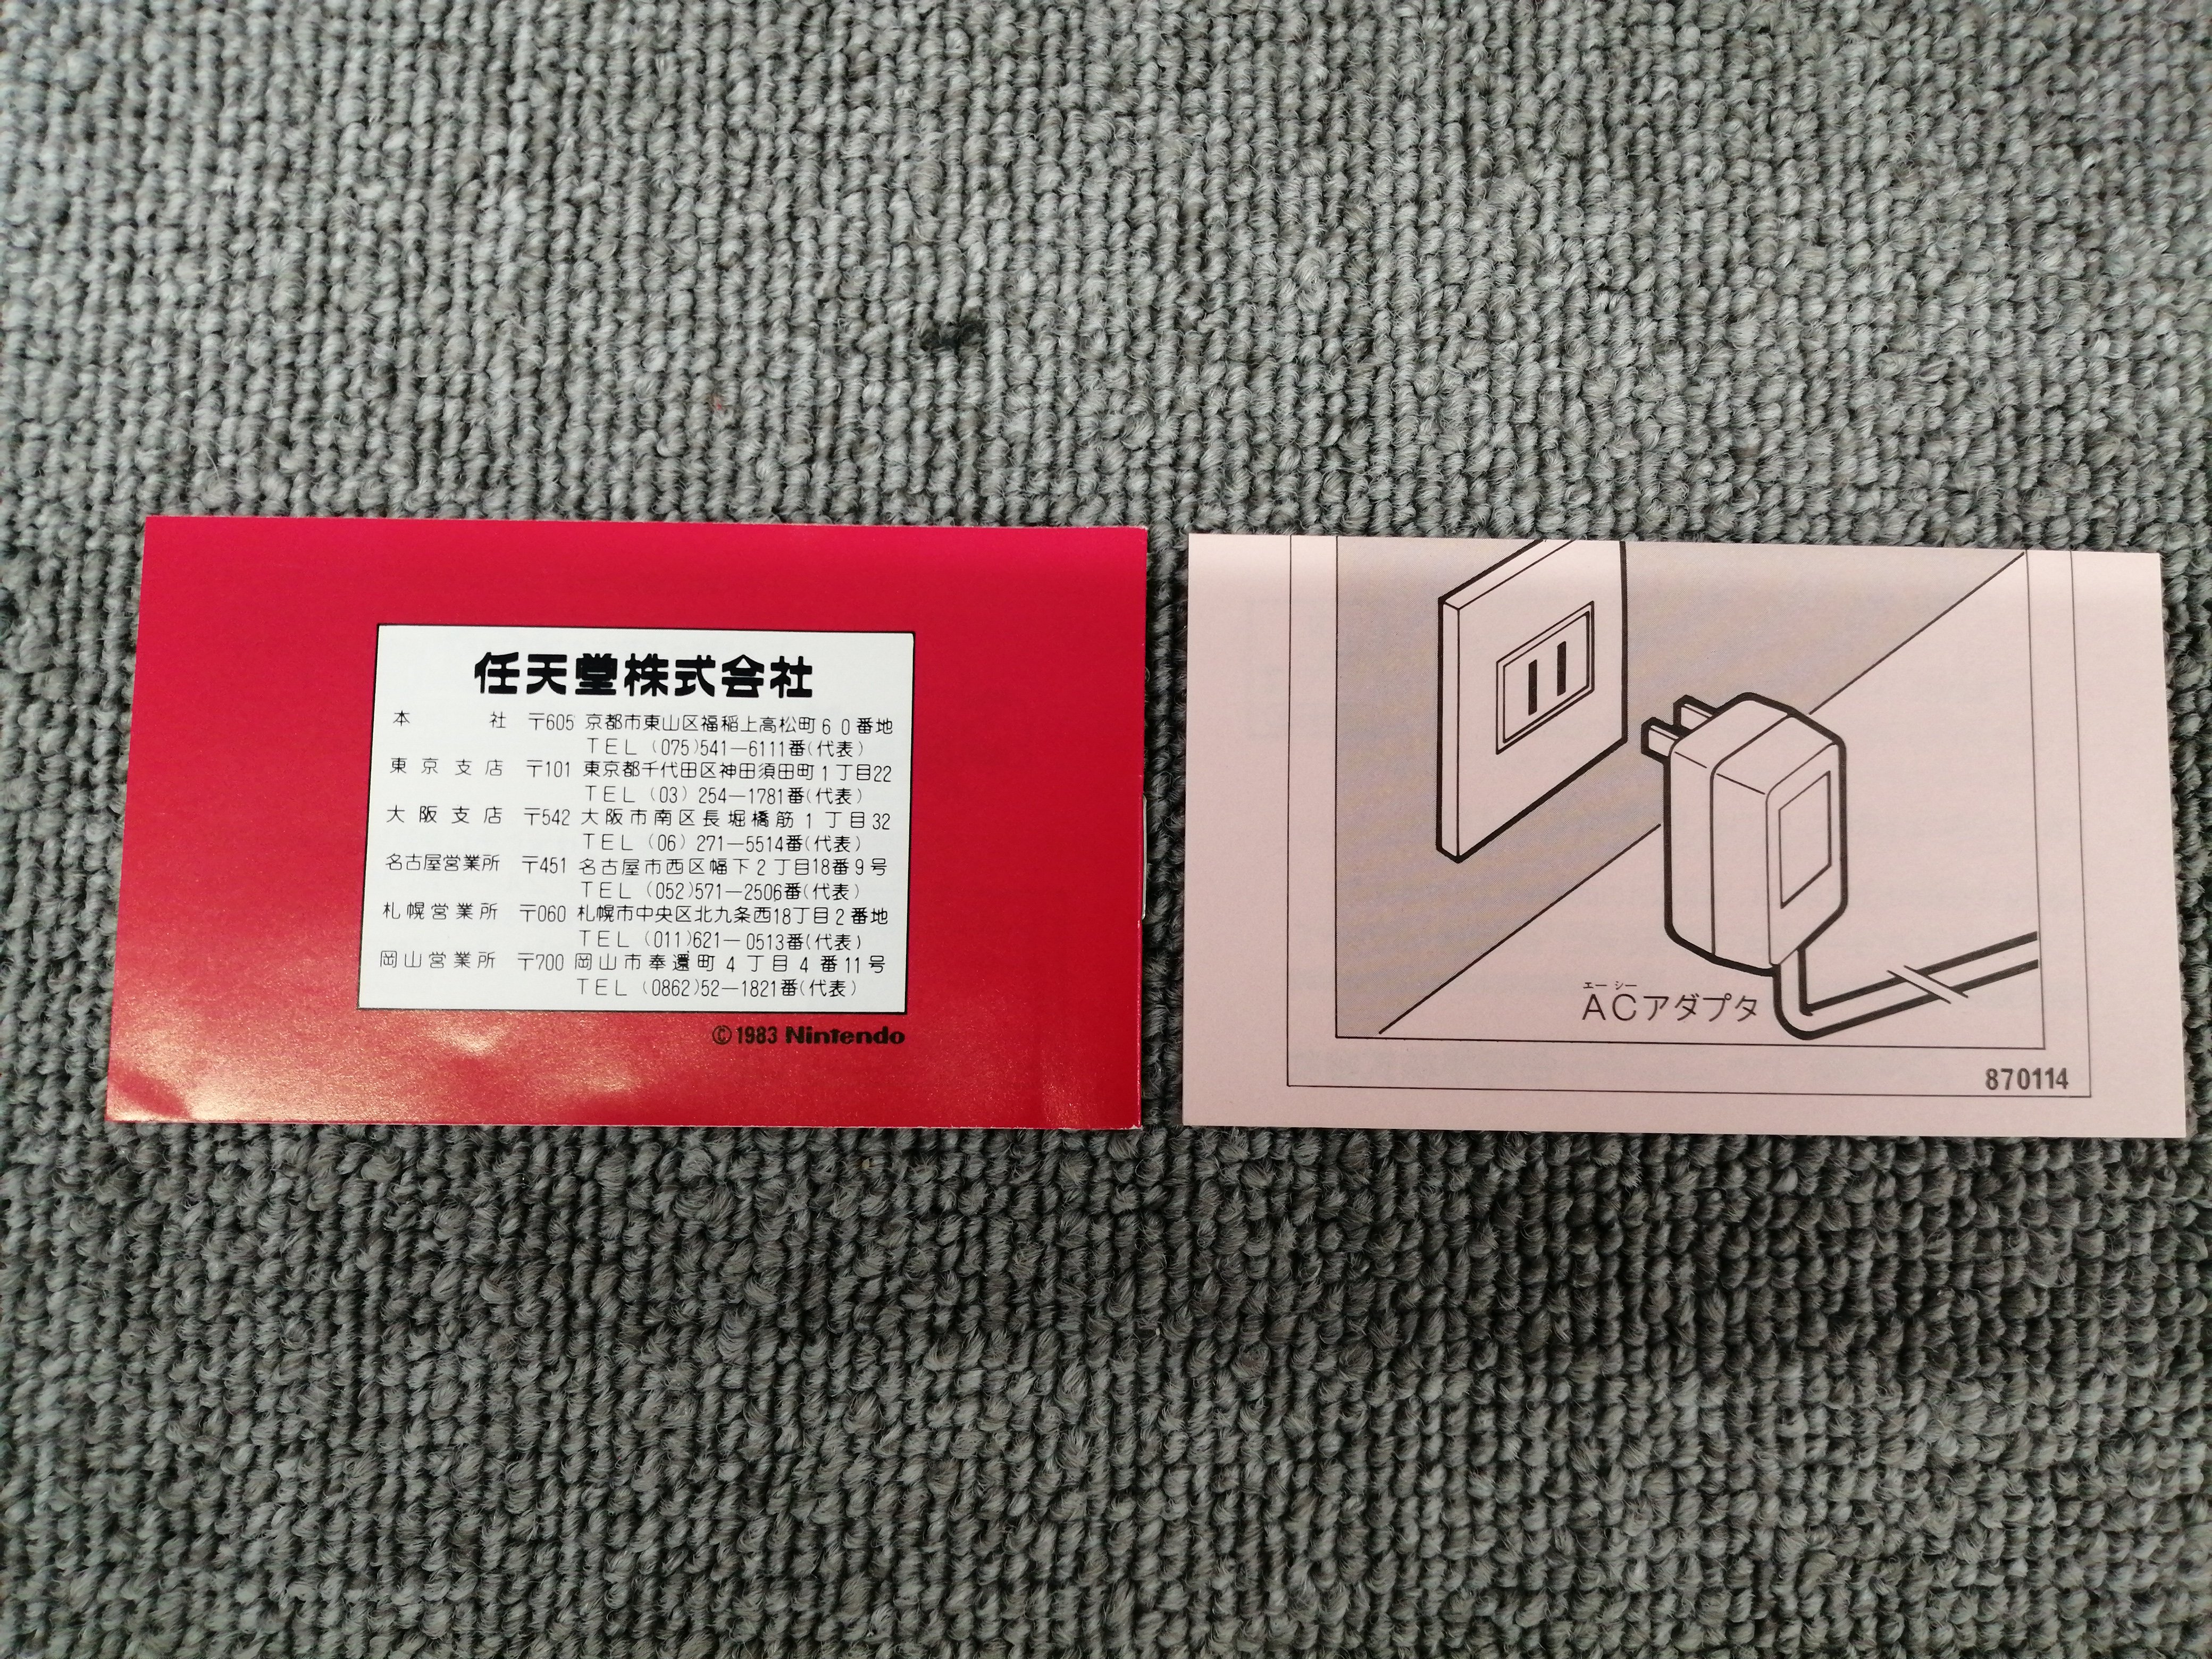 任天堂株式会社
本社 〒605 京都市東山区福稲上高松町60番地
TEL (075)541—6111番(代表)
東京支店 〒101 東京都千代田区神田須田町1丁目22
TEL (03) 254—1781番(代表)
大阪支店 〒542 大阪市南区長堀橋筋1丁目32
TEL (06) 271—5514番(代表)
名古屋営業所 〒451 名古屋市西区幅下2丁目18番9号
TEL (052)571—2506番(代表)
札幌営業所 〒060 札幌市中央区北九条西18丁目2番地
TEL (011)621—0513番(代表)
岡山営業所 〒700 岡山市奉還町4丁目4番11号
TEL (0862)52—1821番(代表)
©1983 Nintendo
エー シー
ACアダプタ
870114